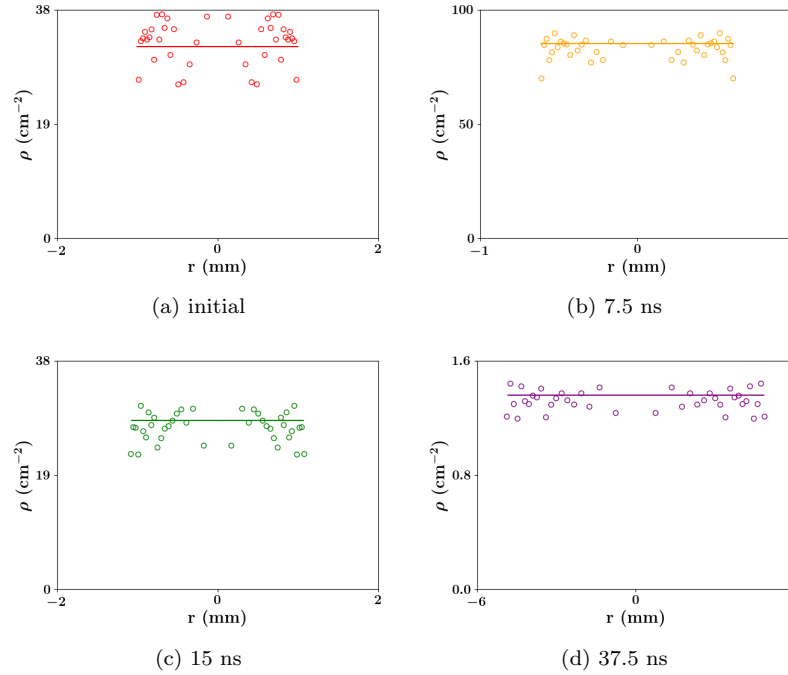 38
19
0
ρ (cm⁻²)
−2
0
2
r (mm)
(a) initial
100
50
0
ρ (cm⁻²)
−1
0
r (mm)
(b) 7.5 ns
38
19
0
ρ (cm⁻²)
−2
0
2
r (mm)
(c) 15 ns
1.6
0.8
0.0
ρ (cm⁻²)
−6
0
r (mm)
(d) 37.5 ns